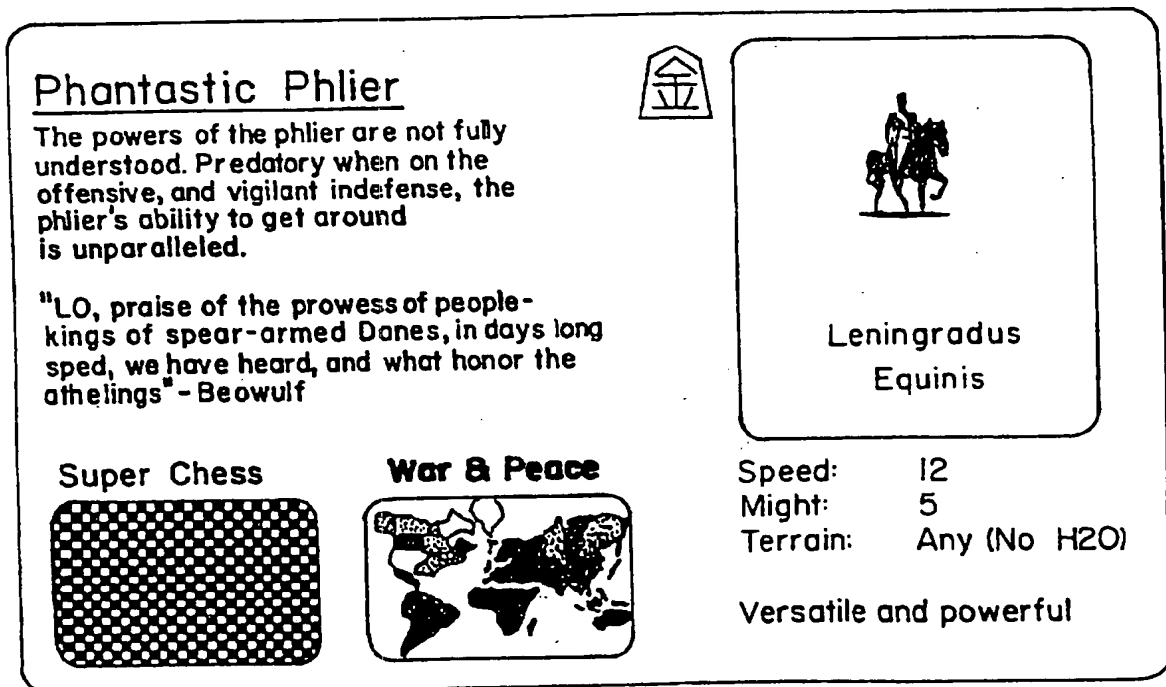 Phantastic Phlier
The powers of the phlier are not fully
understood. Predatory when on the
offensive, and vigilant indefense, the
phlier's ability to get around
is unparalleled.
"LO, praise of the prowess of people-
kings of spear-armed Danes, in days long
sped, we have heard, and what honor the
athelings" - Beowulf
金
Leningradus
Equinis
Super Chess
War & Peace
Speed: 12
Might: 5
Terrain: Any (No H2O)
Versatile and powerful